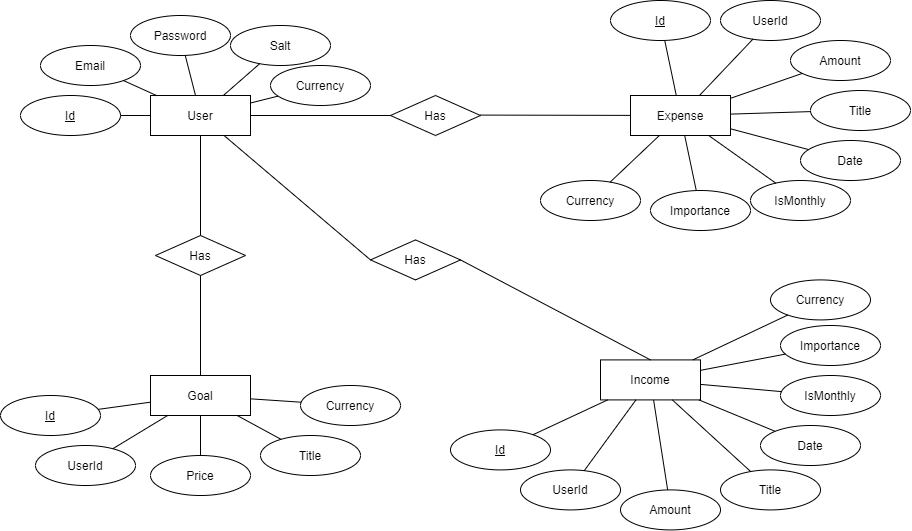 Password
Salt
Email
Currency
Id
User
Has
Id
UserId
Amount
Title
Expense
Date
IsMonthly
Importance
Currency
Has
Has
Currency
Importance
IsMonthly
Income
Date
Title
Amount
UserId
Id
Goal
Currency
Id
UserId
Price
Title